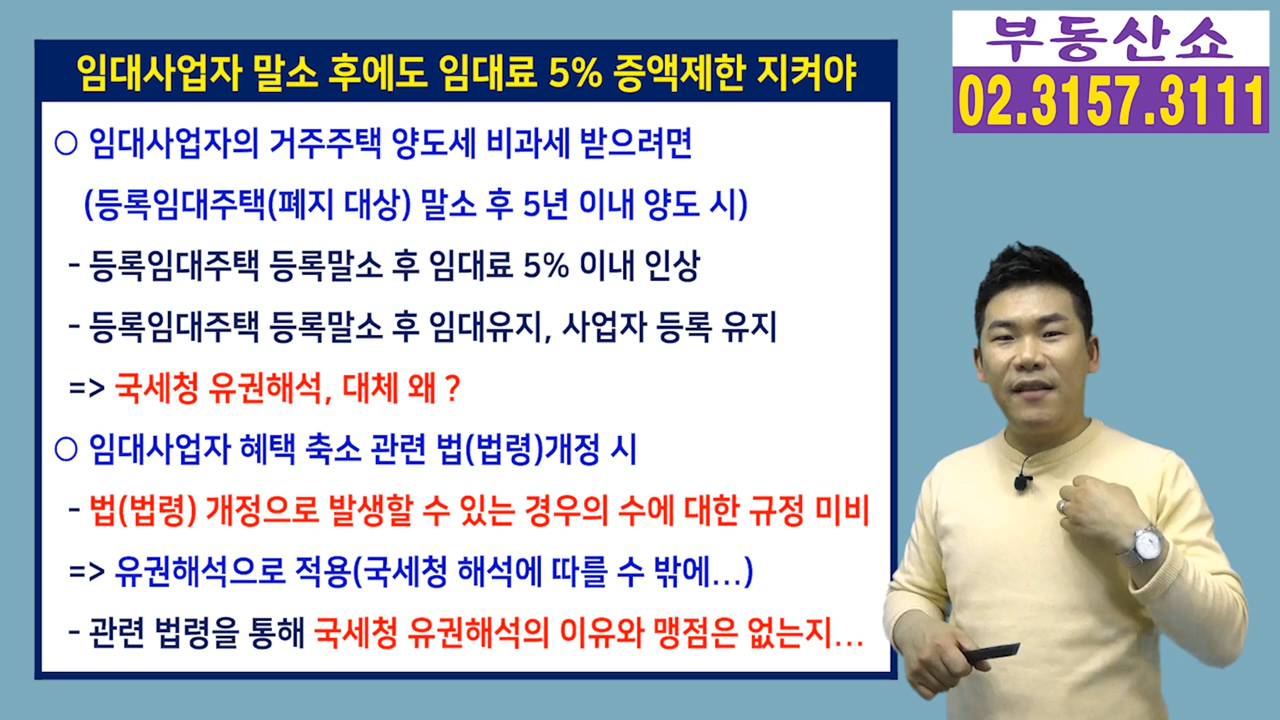 임대사업자 말소 후에도 임대료 5% 증액제한 지켜야
○ 임대사업자의 거주주택 양도세 비과세 받으려면
(등록임대주택(폐지 대상) 말소 후 5년 이내 양도 시)
- 등록임대주택 등록말소 후 임대료 5% 이내 인상
- 등록임대주택 등록말소 후 임대유지, 사업자 등록 유지
=> 국세청 유권해석, 대체 왜 ?
○ 임대사업자 혜택 축소 관련 법(법령)개정 시
- 법(법령) 개정으로 발생할 수 있는 경우의 수에 대한 규정 미비
=> 유권해석으로 적용(국세청 해석에 따를 수 밖에...)
- 관련 법령을 통해 국세청 유권해석의 이유와 맹점은 없는지...
부동산쇼
02.3157.3111